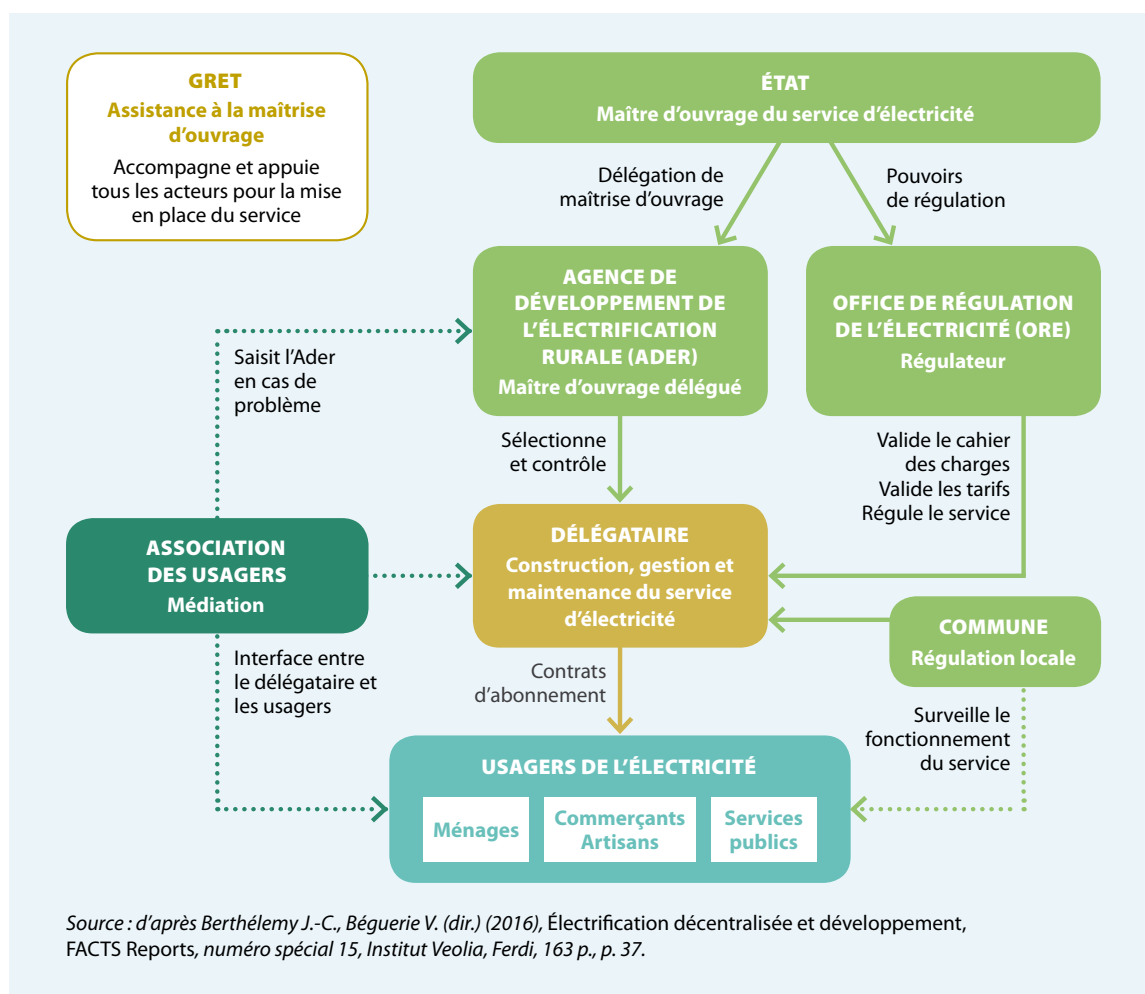 GRET
Assistance à la maîtrise
d'ouvrage
Accompagne et appuie
tous les acteurs pour la mise
en place du service
ÉTAT
Maître d'ouvrage du service d'électricité
Délégation de
maîtrise d'ouvrage
Pouvoirs
de régulation
AGENCE DE
DÉVELOPPEMENT DE
L'ÉLECTRIFICATION
RURALE (ADER)
Maître d'ouvrage délégué
OFFICE DE RÉGULATION
DE L'ÉLECTRICITÉ (ORE)
Régulateur
Saisit l'Ader
en cas de
problème
Sélectionne
et contrôle
Valide le cahier
des charges
Valide les tarifs
Régule le service
ASSOCIATION
DES USAGERS
Médiation
DÉLÉGATAIRE
Construction, gestion et
maintenance du service
d'électricité
COMMUNE
Régulation locale
Interface entre
le délégataire et
les usagers
Contrats
d'abonnement
Surveille le
fonctionnement
du service
USAGERS DE L'ÉLECTRICITÉ
Ménages
Commerçants
Artisans
Services
publics
Source : d'après Berthélemy J.-C., Béguerie V. (dir.) (2016), Électrification décentralisée et développement,
FACTS Reports, numéro spécial 15, Institut Veolia, Ferdi, 163 p., p. 37.